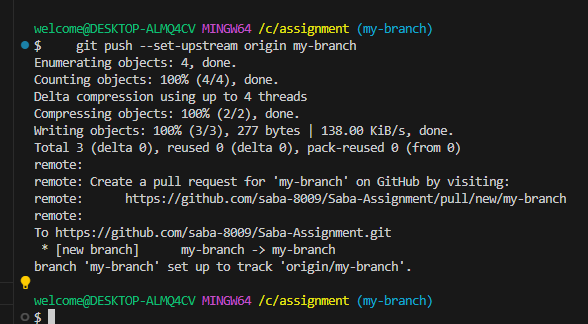 welcome@DESKTOP-ALMQ4CV MINGW64 /c/assignment (my-branch)
$     git push --set-upstream origin my-branch
Enumerating objects: 4, done.
Counting objects: 100% (4/4), done.
Delta compression using up to 4 threads
Compressing objects: 100% (2/2), done.
Writing objects: 100% (3/3), 277 bytes | 138.00 KiB/s, done.
Total 3 (delta 0), reused 0 (delta 0), pack-reused 0 (from 0)
remote:
remote: Create a pull request for 'my-branch' on GitHub by visiting:
remote:      https://github.com/saba-8009/Saba-Assignment/pull/new/my-branch
remote:
To https://github.com/saba-8009/Saba-Assignment.git
 * [new branch]      my-branch -> my-branch
branch 'my-branch' set up to track 'origin/my-branch'.
welcome@DESKTOP-ALMQ4CV MINGW64 /c/assignment (my-branch)
$